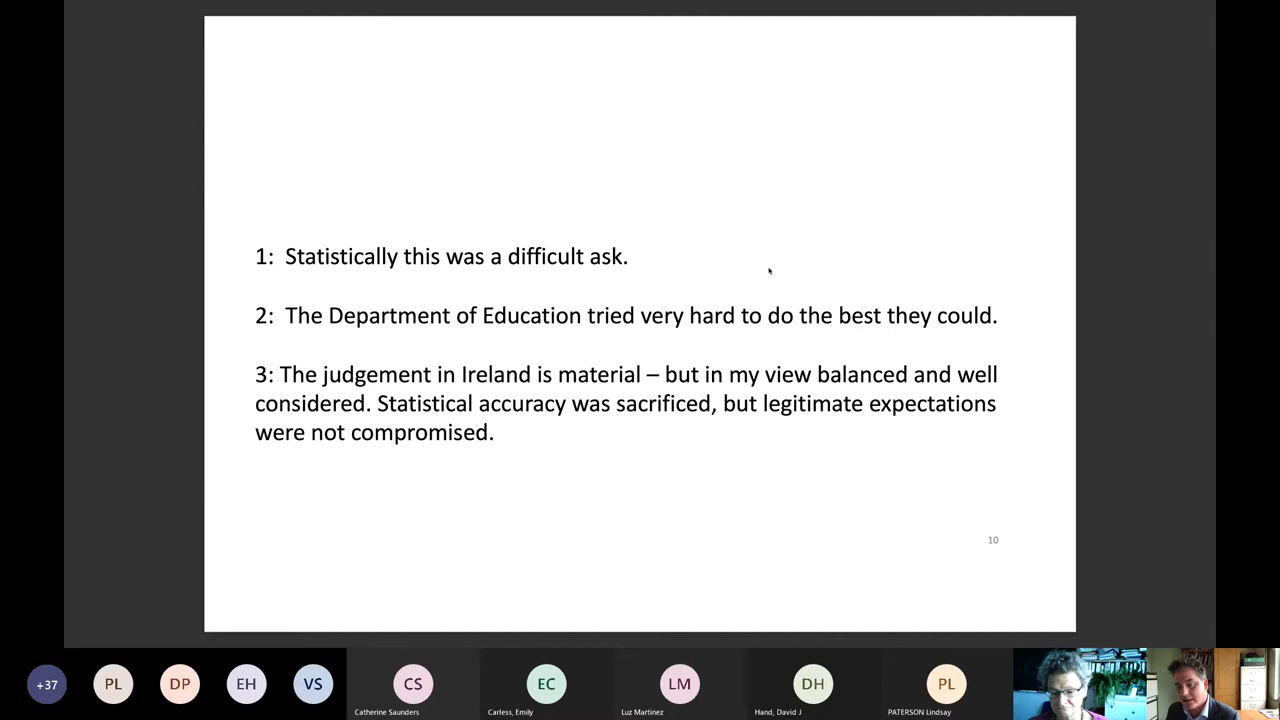 1: Statistically this was a difficult ask.
2: The Department of Education tried very hard to do the best they could.
3: The judgement in Ireland is material – but in my view balanced and well
considered. Statistical accuracy was sacrificed, but legitimate expectations
were not compromised.
10
+37
PL
DP
EH
VS
CS
EC
LM
DH
PL
Catherine Saunders
Carless, Emily
Luz Martinez
Hand, David J
PATERSON Lindsay